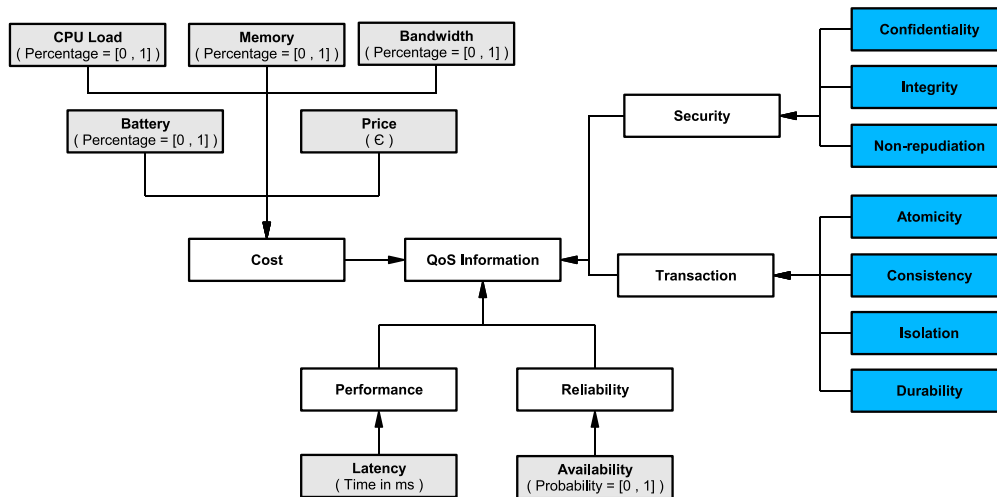 CPU Load
( Percentage = [0 , 1] )
Memory
( Percentage = [0 , 1] )
Bandwidth
( Percentage = [0 , 1] )
Confidentiality
Integrity
Battery
( Percentage = [0 , 1] )
Price
( Є )
Security
Non-repudiation
Atomicity
Cost
QoS Information
Transaction
Consistency
Isolation
Performance
Reliability
Durability
Latency
( Time in ms )
Availability
( Probability = [0 , 1] )